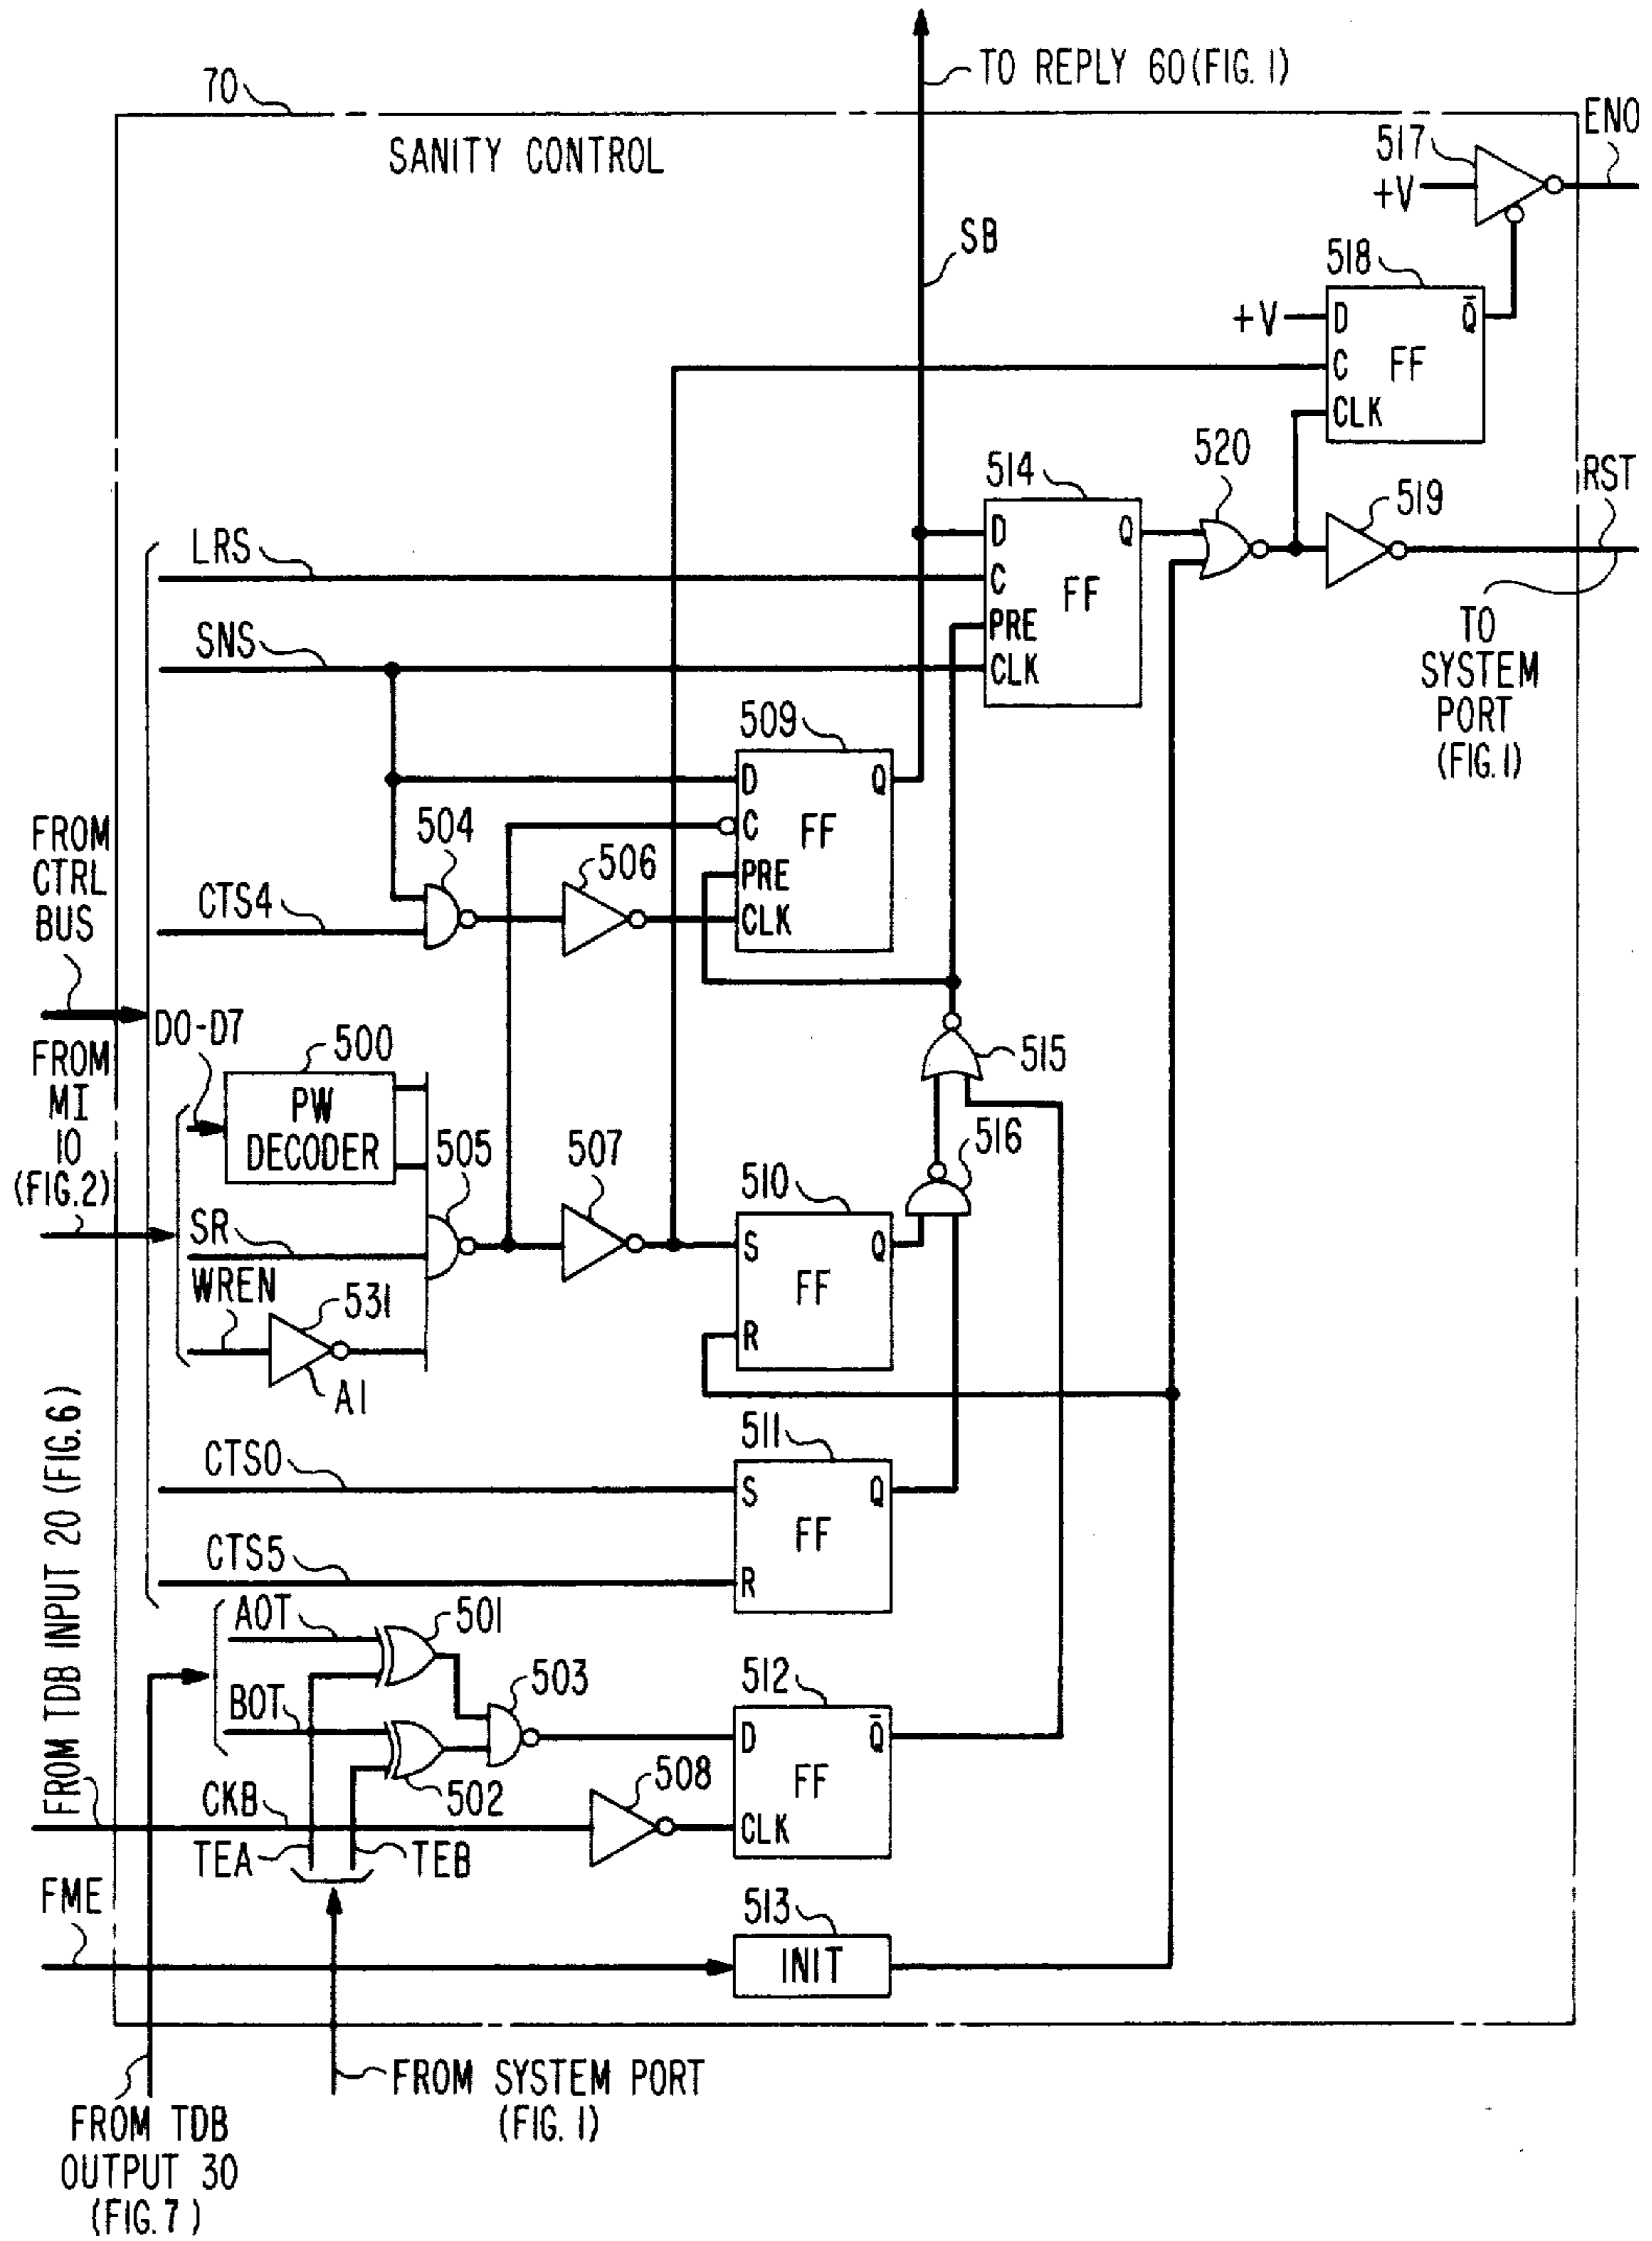 TO REPLY 60 (FIG. 1)
70
SANITY CONTROL
ENO
517
+V
SB
518
+V
D
Q̅
C
FF
CLK
520
RST
514
519
LRS
D
Q
C
FF
PRE
SNS
CLK
TO
SYSTEM
PORT
(FIG. 1)
509
D
Q
504
C
FF
FROM
CTRL
BUS
506
PRE
CTS4
CLK
D0-D7
FROM
MI
10
(FIG. 2)
500
515
PW
DECODER
516
505
507
510
SR
S
Q
WREN
531
FF
R
A1
511
CTS0
S
Q
FF
CTS5
R
FROM TDB INPUT 20 (FIG. 6)
AOT
501
503
512
BOT
D
Q̅
508
FF
CKB
502
CLK
TEA
TEB
FME
513
INIT
FROM SYSTEM PORT
(FIG. 1)
FROM TDB
OUTPUT 30
(FIG. 7)